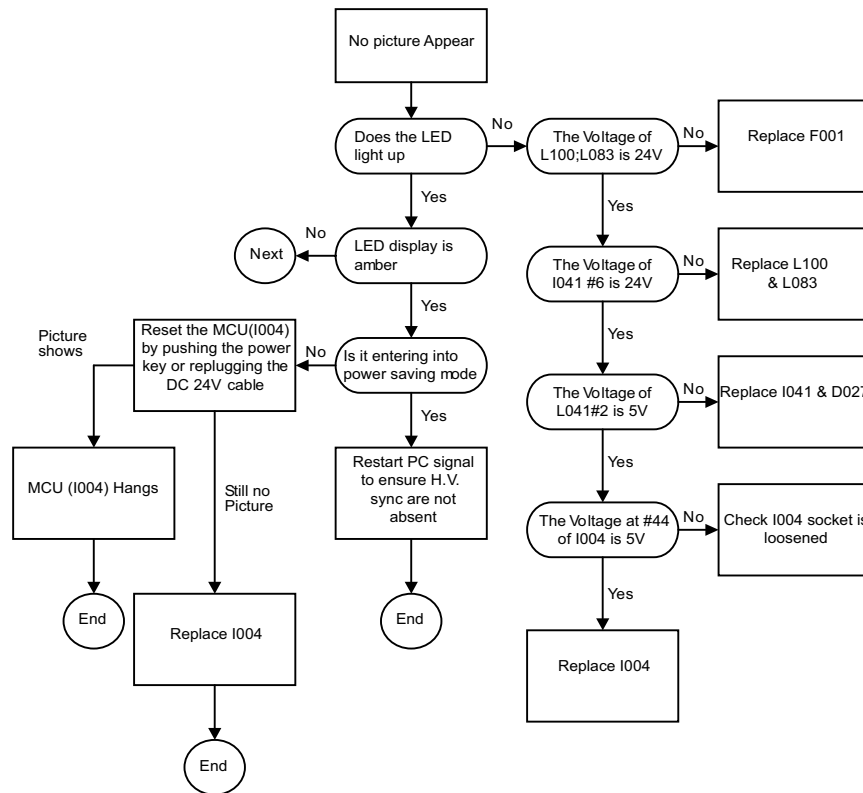 No picture Appear
Does the LED
light up
No
The Voltage of
L100;L083 is 24V
No
Replace F001
Yes
Yes
Next
No
LED display is
amber
The Voltage of
I041 #6 is 24V
No
Replace L100
& L083
Yes
Yes
Picture
shows
Reset the MCU(I004)
by pushing the power
key or replugging the
DC 24V cable
No
Is it entering into
power saving mode
The Voltage of
L041#2 is 5V
No
Replace I041 & D027
Yes
Yes
MCU (I004) Hangs
Still no
Picture
Restart PC signal
to ensure H.V.
sync are not
absent
The Voltage at #44
of I004 is 5V
No
Check I004 socket is
loosened
Yes
End
Replace I004
End
Replace I004
End